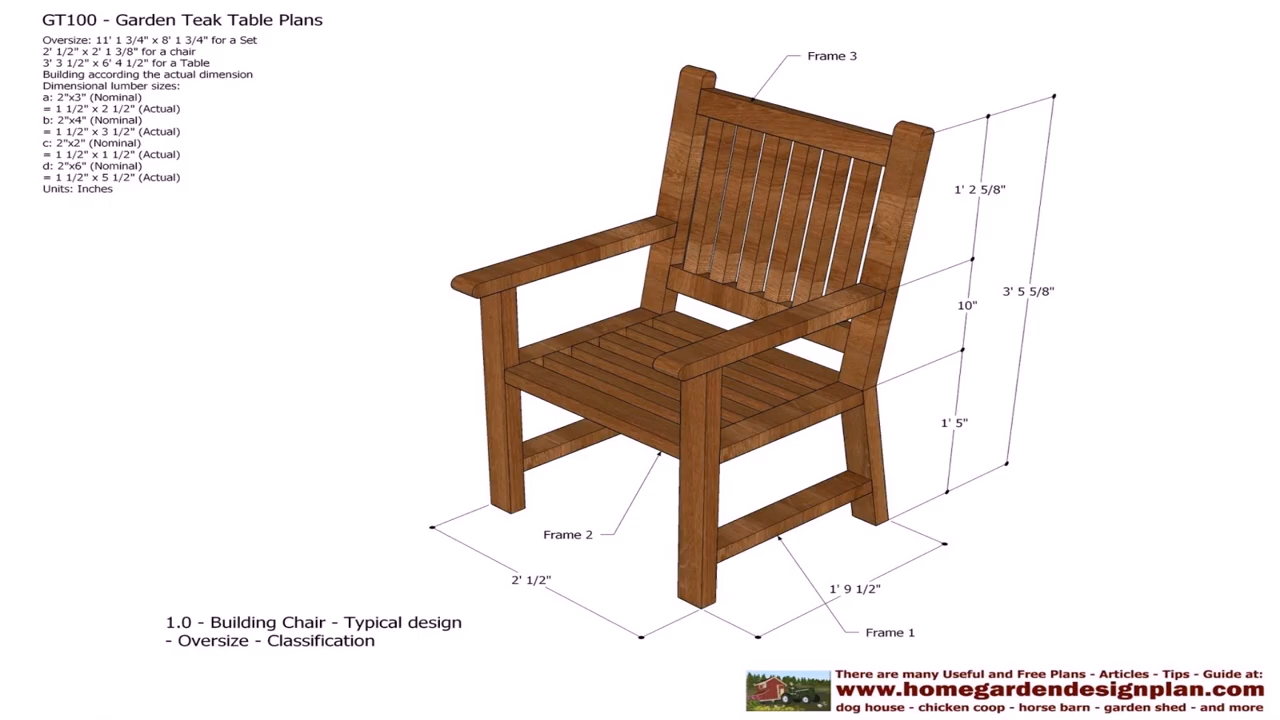 GT100 - Garden Teak Table Plans
Oversize: 11' 1 3/4" x 8' 1 3/4" for a Set
2' 1/2" x 2' 1 3/8" for a chair
3' 3 1/2" x 6' 4 1/2" for a Table
Building according the actual dimension
Dimensional lumber sizes:
a: 2"x3" (Nominal)
= 1 1/2" x 2 1/2" (Actual)
b: 2"x4" (Nominal)
= 1 1/2" x 3 1/2" (Actual)
c: 2"x2" (Nominal)
= 1 1/2" x 1 1/2" (Actual)
d: 2"x6" (Nominal)
= 1 1/2" x 5 1/2" (Actual)
Units: Inches
Frame 3
1' 2 5/8"
3' 5 5/8"
10"
1' 5"
Frame 2
2' 1/2"
1' 9 1/2"
Frame 1
1.0 - Building Chair - Typical design
- Oversize - Classification
There are many Useful and Free Plans - Articles - Tips - Guide at:
www.homegardendesignplan.com
dog house - chicken coop - horse barn - garden shed - and more